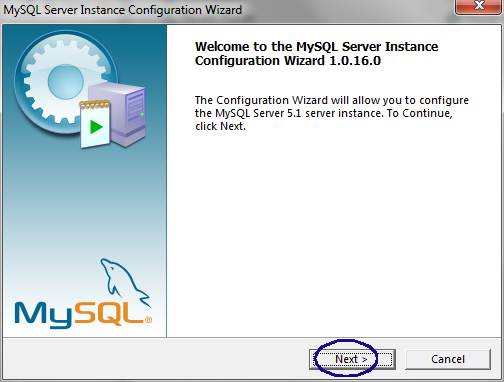 MySQL Server Instance Configuration Wizard
Welcome to the MySQL Server Instance
Configuration Wizard 1.0.16.0
The Configuration Wizard will allow you to configure
the MySQL Server 5.1 server instance. To Continue,
click Next.
MySQL®
Next >
Cancel